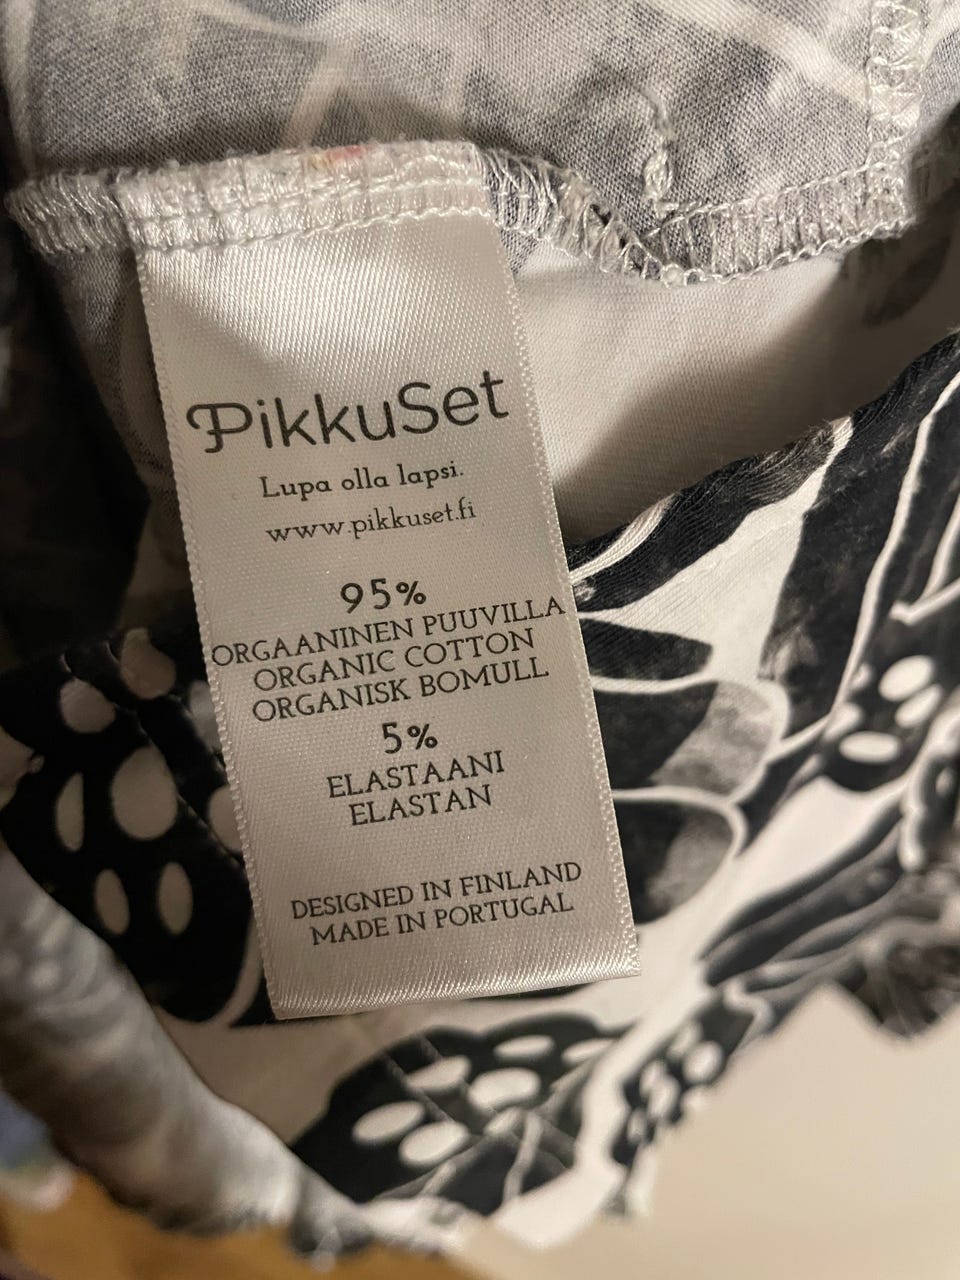 PikkuSet
Lupa olla lapsi.
www.pikkuset.fi
95%
ORGAANINEN PUUVILLA
ORGANIC COTTON
ORGANISK BOMULL
5%
ELASTAANI
ELASTAN
DESIGNED IN FINLAND
MADE IN PORTUGAL